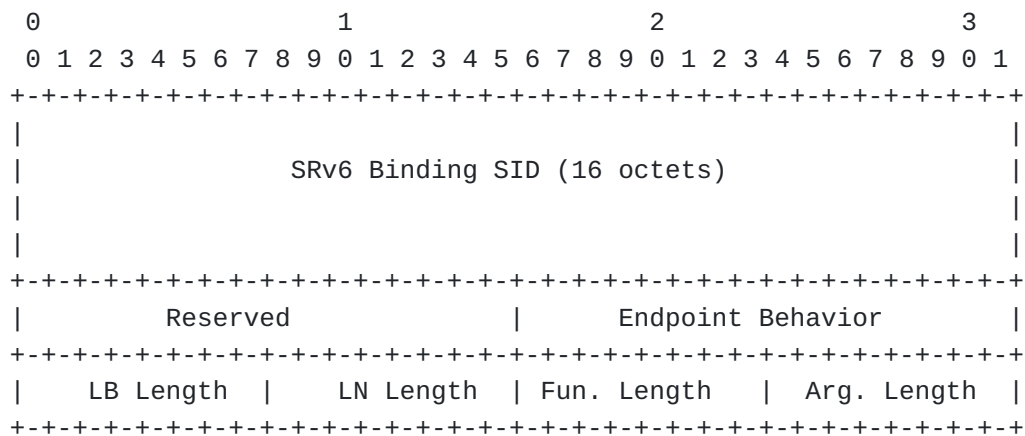 0                   1                   2                   3
 0 1 2 3 4 5 6 7 8 9 0 1 2 3 4 5 6 7 8 9 0 1 2 3 4 5 6 7 8 9 0 1
+-+-+-+-+-+-+-+-+-+-+-+-+-+-+-+-+-+-+-+-+-+-+-+-+-+-+-+-+-+-+-+-+
|                                                               |
|                 SRv6 Binding SID (16 octets)                  |
|                                                               |
|                                                               |
+-+-+-+-+-+-+-+-+-+-+-+-+-+-+-+-+-+-+-+-+-+-+-+-+-+-+-+-+-+-+-+-+
|         Reserved              |      Endpoint Behavior        |
+-+-+-+-+-+-+-+-+-+-+-+-+-+-+-+-+-+-+-+-+-+-+-+-+-+-+-+-+-+-+-+-+
|    LB Length  |    LN Length  | Fun. Length   |  Arg. Length  |
+-+-+-+-+-+-+-+-+-+-+-+-+-+-+-+-+-+-+-+-+-+-+-+-+-+-+-+-+-+-+-+-+